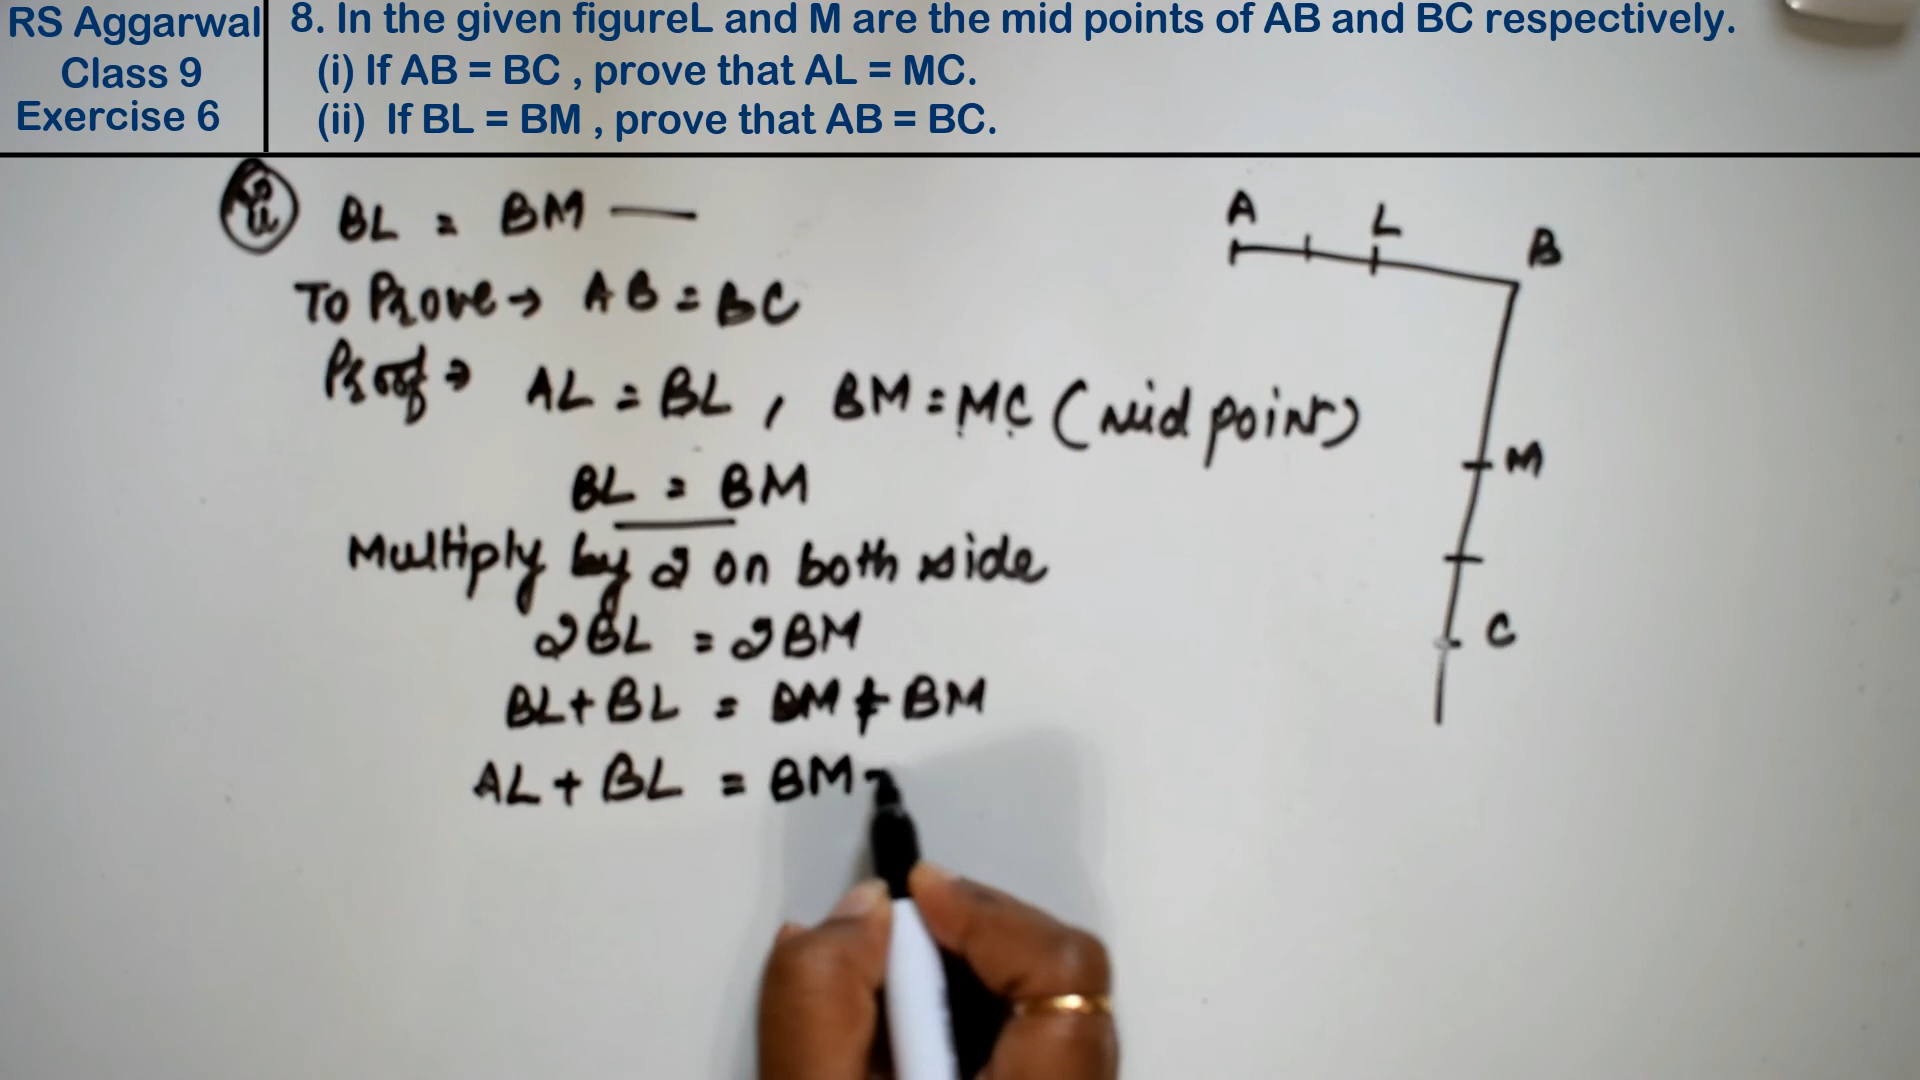 RS Aggarwal
Class 9
Exercise 6
8. In the given figureL and M are the mid points of AB and BC respectively.
(i) If AB = BC , prove that AL = MC.
(ii) If BL = BM , prove that AB = BC.
ii BL = BM
To Prove → AB = BC
Proof → AL = BL , BM = MC (mid point)
BL = BM
Multiply by 2 on both side
2BL = 2BM
BL + BL = BM + BM
AL + BL = BM
A
L
B
M
C